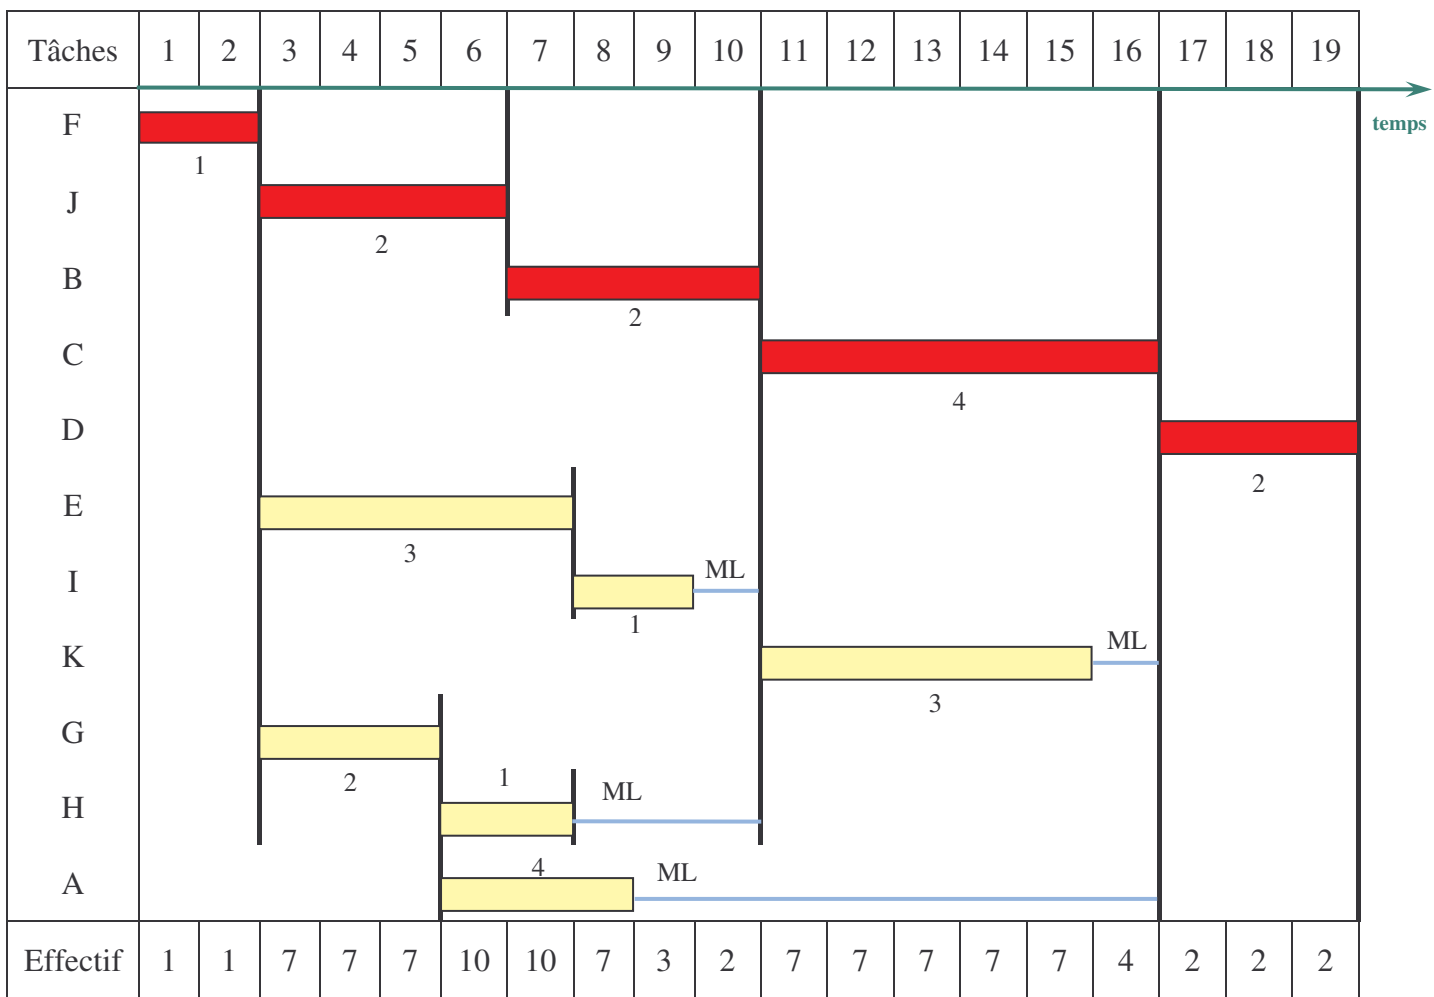 Tâches 1 2 3 4 5 6 7 8 9 10 11 12 13 14 15 16 17 18 19
temps
F
1
J
2
B
2
C
4
D
2
E
3
I ML
1
K ML
3
G
2 1
H ML
4
A ML
Effectif 1 1 7 7 7 10 10 7 3 2 7 7 7 7 7 4 2 2 2